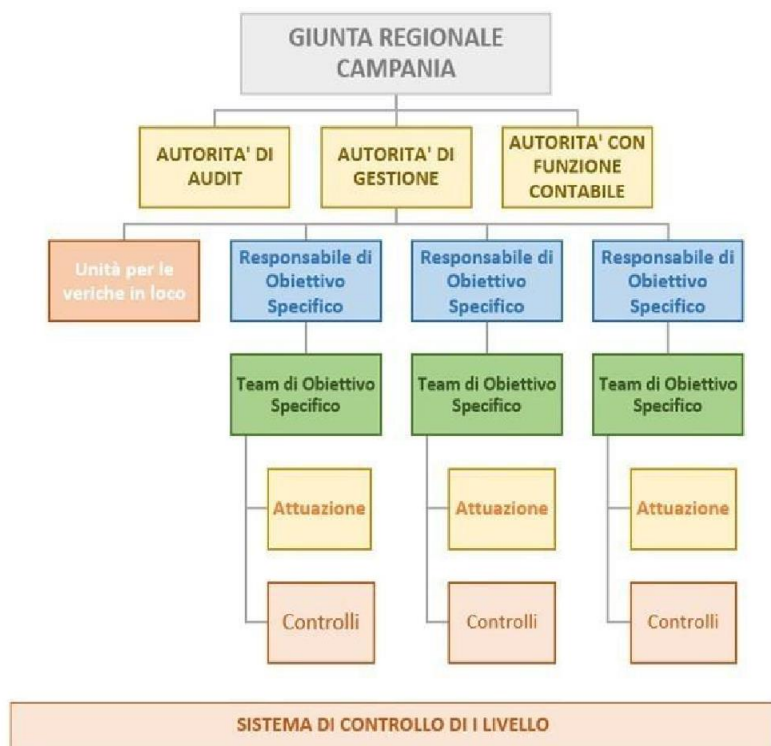 GIUNTA REGIONALE
CAMPANIA
AUTORITA' DI
AUDIT
AUTORITA' DI
GESTIONE
AUTORITA' CON
FUNZIONE
CONTABILE
Unità per le
veriche in loco
Responsabile di
Obiettivo
Specifico
Responsabile di
Obiettivo
Specifico
Responsabile di
Obiettivo
Specifico
Team di Obiettivo
Specifico
Team di Obiettivo
Specifico
Team di Obiettivo
Specifico
Attuazione
Attuazione
Attuazione
Controlli
Controlli
Controlli
SISTEMA DI CONTROLLO DI I LIVELLO